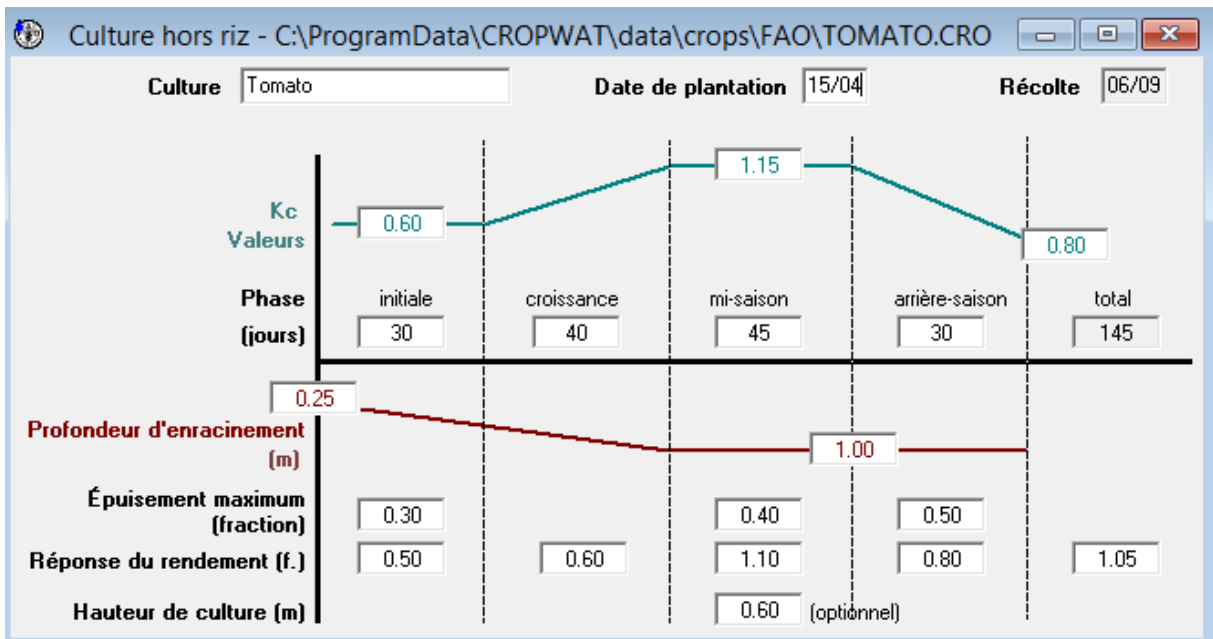 Culture hors riz - C:\ProgramData\CROPWAT\data\crops\FAO\TOMATO.CRO
Culture Tomato Date de plantation 15/04 Récolte 06/09
1.15
Kc 0.60
Valeurs 0.80
Phase initiale croissance mi-saison arrière-saison total
(jours) 30 40 45 30 145
0.25
Profondeur d'enracinement 1.00
(m)
Épuisement maximum
(fraction) 0.30 0.40 0.50
Réponse du rendement (f.) 0.50 0.60 1.10 0.80 1.05
Hauteur de culture (m) 0.60 (optionnel)